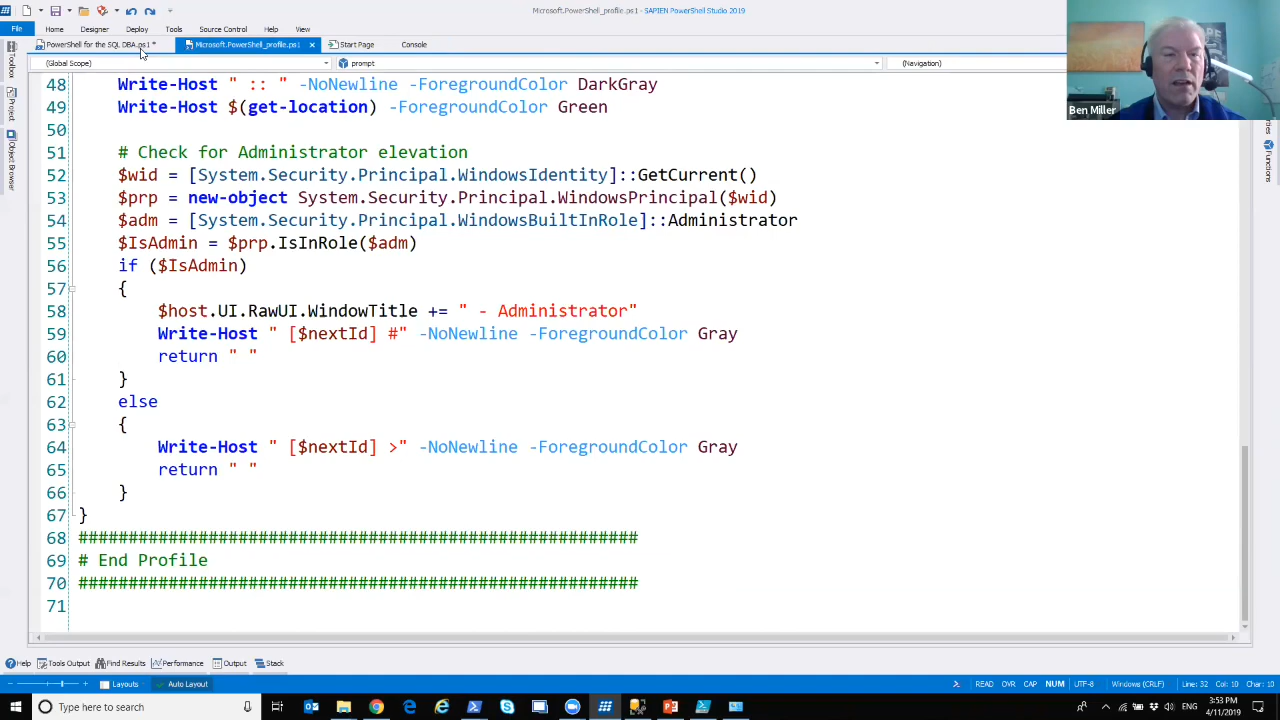 Microsoft.PowerShell_profile.ps1 - SAPIEN PowerShell Studio 2019
File Home Designer Deploy Tools Source Control Help View
PowerShell for the SQL DBA.ps1 * Microsoft.PowerShell_profile.ps1 Start Page Console
(Global Scope) prompt (Navigation)
Toolbox
Project
Object Browser
Functions
Ben Miller
48 Write-Host " :: " -NoNewline -ForegroundColor DarkGray
49 Write-Host $(get-location) -ForegroundColor Green
50
51 # Check for Administrator elevation
52 $wid = [System.Security.Principal.WindowsIdentity]::GetCurrent()
53 $prp = new-object System.Security.Principal.WindowsPrincipal($wid)
54 $adm = [System.Security.Principal.WindowsBuiltInRole]::Administrator
55 $IsAdmin = $prp.IsInRole($adm)
56 if ($IsAdmin)
57 {
58 $host.UI.RawUI.WindowTitle += " - Administrator"
59 Write-Host " [$nextId] #" -NoNewline -ForegroundColor Gray
60 return " "
61 }
62 else
63 {
64 Write-Host " [$nextId] >" -NoNewline -ForegroundColor Gray
65 return " "
66 }
67 }
68 ########################################################
69 # End Profile
70 ########################################################
71
Help Tools Output Find Results Performance Output Stack
Layouts Auto Layout READ OVR CAP NUM UTF-8 Windows (CRLF) Line: 32 Col: 10 Char: 10
Type here to search ENG 3:53 PM
4/11/2019